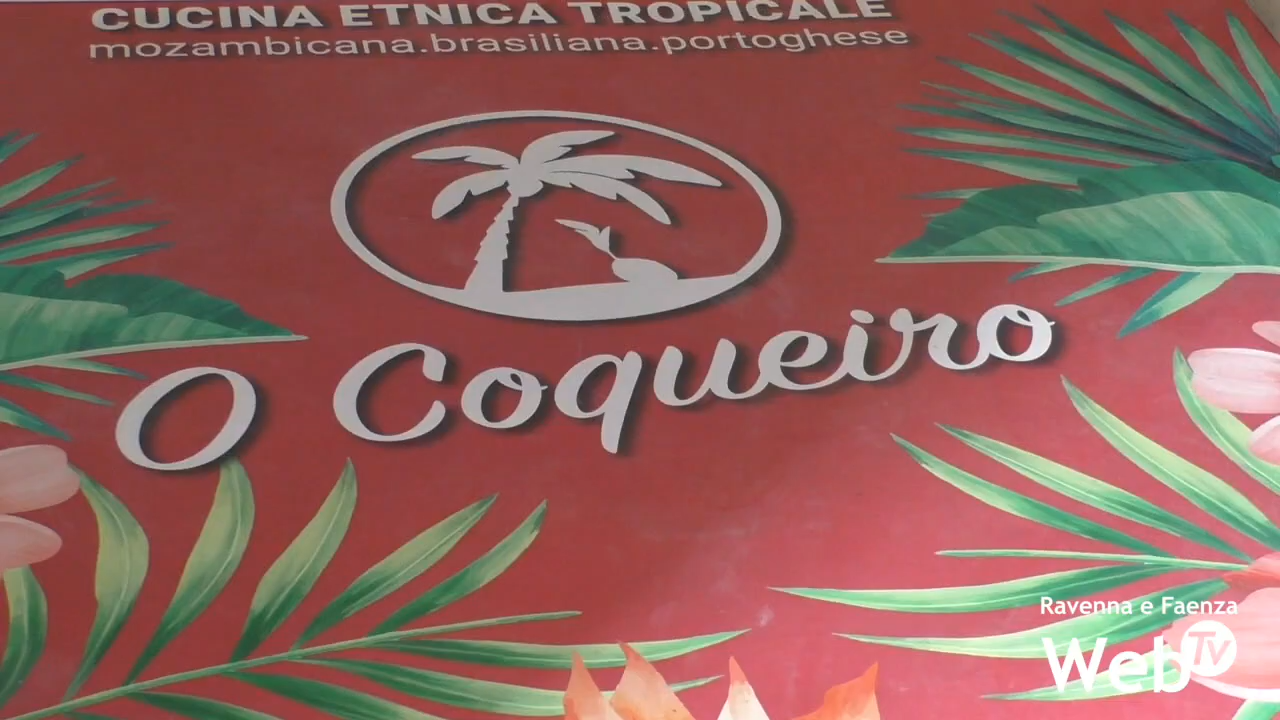 CUCINA ETNICA TROPICALE
mozambicana.brasiliana.portoghese
O Coqueiro
Ravenna e Faenza
Web Tv